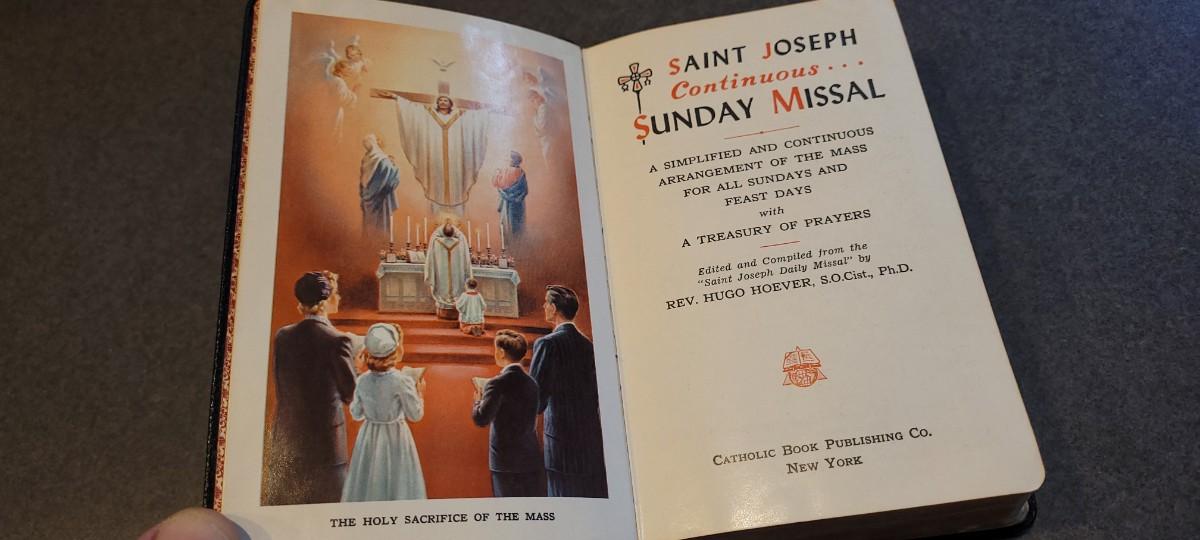 THE HOLY SACRIFICE OF THE MASS
SAINT JOSEPH
Continuous...
SUNDAY MISSAL
A SIMPLIFIED AND CONTINUOUS
ARRANGEMENT OF THE MASS
FOR ALL SUNDAYS AND
FEAST DAYS
with
A TREASURY OF PRAYERS
Edited and Compiled from the
"Saint Joseph Daily Missal" by
REV. HUGO HOEVER, S.O.Cist., Ph.D.
CATHOLIC BOOK PUBLISHING CO.
NEW YORK